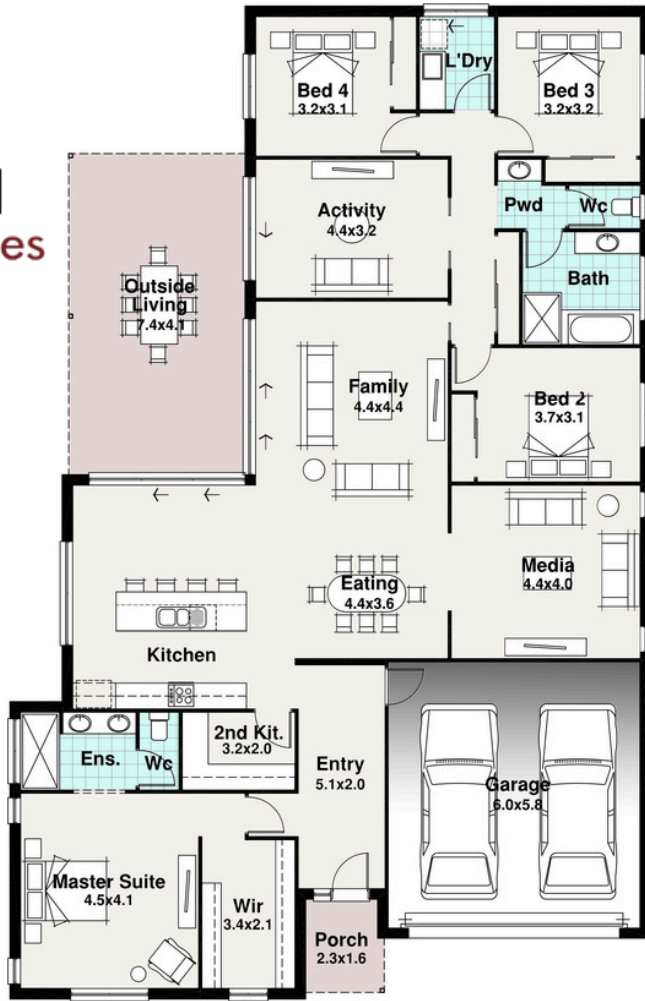 L'Dry
Bed 4
3.2x3.1
Bed 3
3.2x3.2
Activity
4.4x3.2
Pwd
Wc
Bath
es
Outside
Living
7.4x4.1
Family
4.4x4.4
Bed 2
3.7x3.1
Eating
4.4x3.6
Media
4.4x4.0
Kitchen
2nd Kit.
3.2x2.0
Ens.
Wc
Entry
5.1x2.0
Garage
6.0x5.8
Master Suite
4.5x4.1
Wir
3.4x2.1
Porch
2.3x1.6